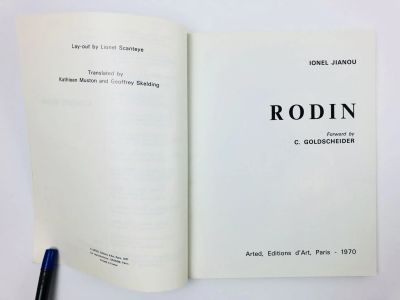 Lay-out by Lionel Scanteye
Translated by
Kathleen Muston and Geoffrey Skelding
IONEL JIANOU
RODIN
Forword by
C. GOLDSCHEIDER
Arted, Editions d'Art, Paris - 1970